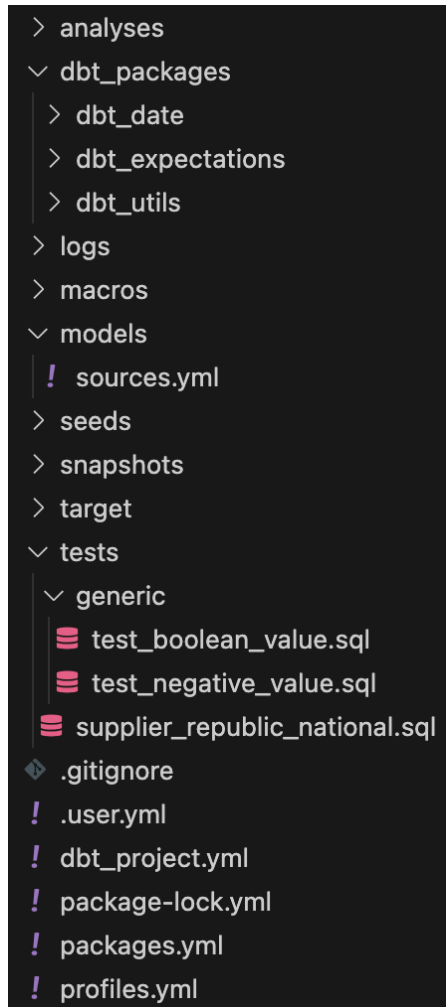 analyses
dbt_packages
dbt_date
dbt_expectations
dbt_utils
logs
macros
models
! sources.yml
seeds
snapshots
target
tests
generic
test_boolean_value.sql
test_negative_value.sql
supplier_republic_national.sql
.gitignore
! .user.yml
! dbt_project.yml
! package-lock.yml
! packages.yml
! profiles.yml